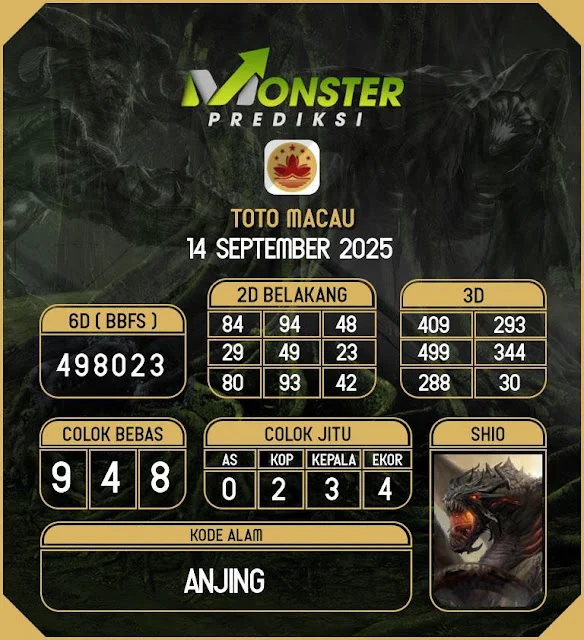 MONSTER
PREDIKSI
TOTO MACAU
14 SEPTEMBER 2025
6D ( BBFS )
498023
2D BELAKANG
84 94 48
29 49 23
80 93 42
3D
409 293
499 344
288 30
COLOK BEBAS
9 4 8
COLOK JITU
AS KOP KEPALA EKOR
0 2 3 4
SHIO
KODE ALAM
ANJING